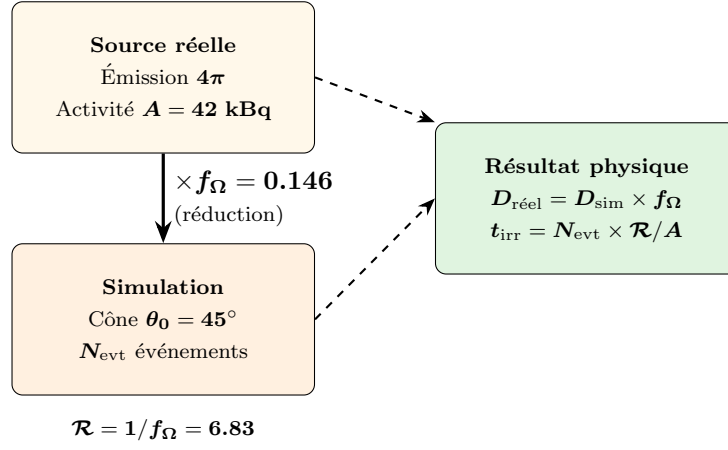 Source réelle
Émission 4π
Activité A = 42 kBq
×f_Ω = 0.146
(réduction)
Simulation
Cône θ₀ = 45°
N_evt événements
ℛ = 1/f_Ω = 6.83
Résultat physique
D_réel = D_sim × f_Ω
t_irr = N_evt × ℛ/A